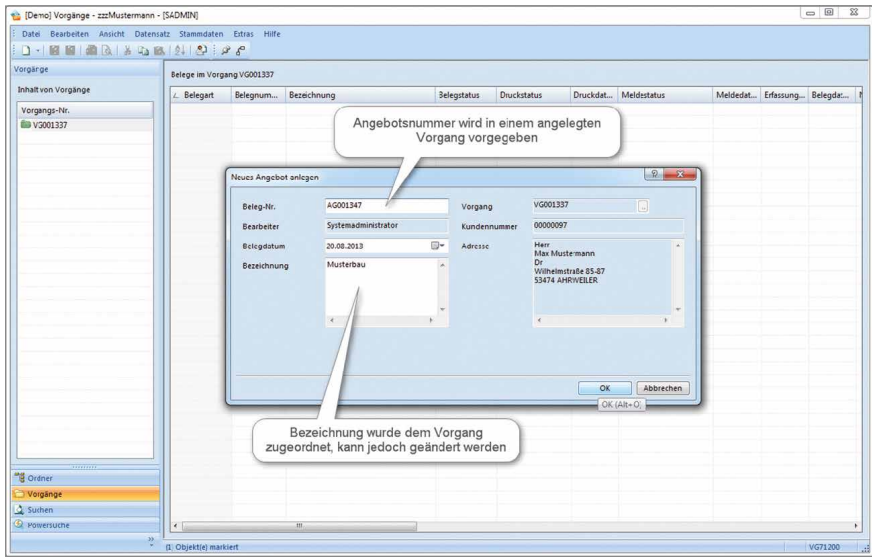 [Demo] Vorgänge - zzzMustermann - [SADMIN]
Datei Bearbeiten Ansicht Datensatz Stammdaten Extras Hilfe
Vorgänge
Inhalt von Vorgänge
Vorgangs-Nr.
VG001337
Belege im Vorgang VG001337
Belegart Belegnum... Bezeichnung Belegstatus Druckstatus Druckdat... Meldestatus Meldedat... Erfassung... Belegdat...
Angebotsnummer wird in einem angelegten
Vorgang vorgegeben
Neues Angebot anlegen
Beleg-Nr. AG001347 Vorgang VG001337 ...
Bearbeiter Systemadministrator Kundennummer 00000097
Belegdatum 20.08.2013 Adresse Herr
Max Mustermann
Bezeichnung Musterbau Dr
Wilhelmstraße 85-87
53474 AHRWEILER
OK Abbrechen
OK (Alt+O)
Bezeichnung wurde dem Vorgang
zugeordnet, kann jedoch geändert werden
Ordner
Vorgänge
Suchen
Powersuche
(1) Objekt(e) markiert VG71200